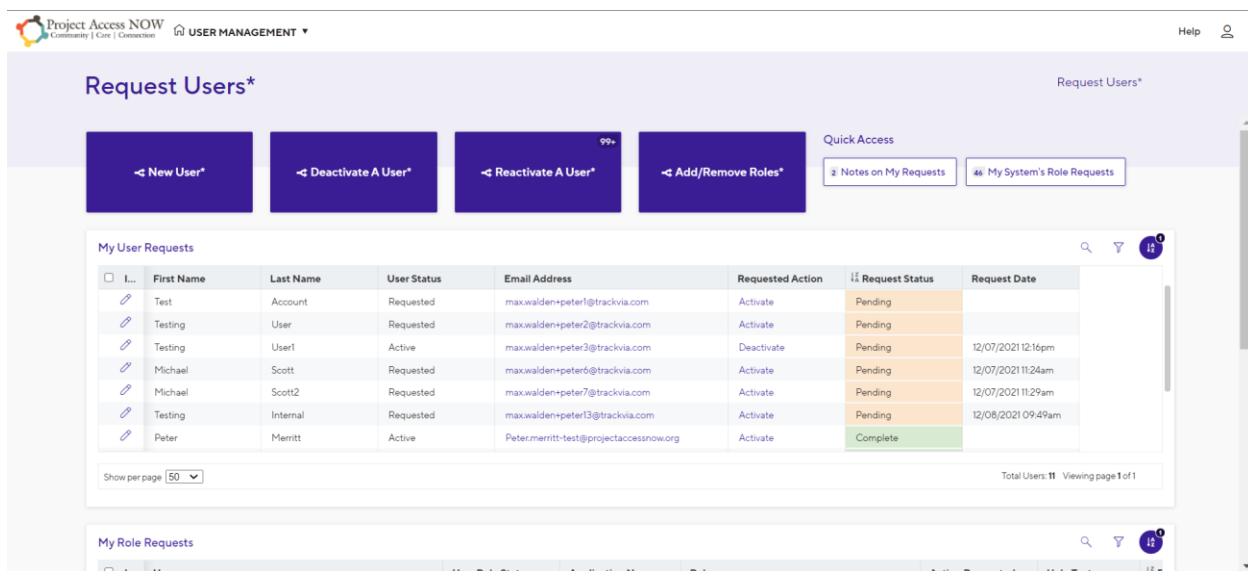 Project Access NOW
Community | Care | Connection
USER MANAGEMENT ▼
Help
Request Users*
Request Users*
New User*
Deactivate A User*
99+
Reactivate A User*
Add/Remove Roles*
Quick Access
2 Notes on My Requests
46 My System's Role Requests
My User Requests
1
I... First Name Last Name User Status Email Address Requested Action Request Status Request Date
Test Account Requested max.walden+peter1@trackvia.com Activate Pending
Testing User Requested max.walden+peter2@trackvia.com Activate Pending
Testing User1 Active max.walden+peter3@trackvia.com Deactivate Pending 12/07/2021 12:16pm
Michael Scott Requested max.walden+peter6@trackvia.com Activate Pending 12/07/2021 11:24am
Michael Scott2 Requested max.walden+peter7@trackvia.com Activate Pending 12/07/2021 11:29am
Testing Internal Requested max.walden+peter13@trackvia.com Activate Pending 12/08/2021 09:49am
Peter Merritt Active Peter.merritt-test@projectaccessnow.org Activate Complete
Show per page 50
Total Users: 11 Viewing page 1 of 1
My Role Requests
1